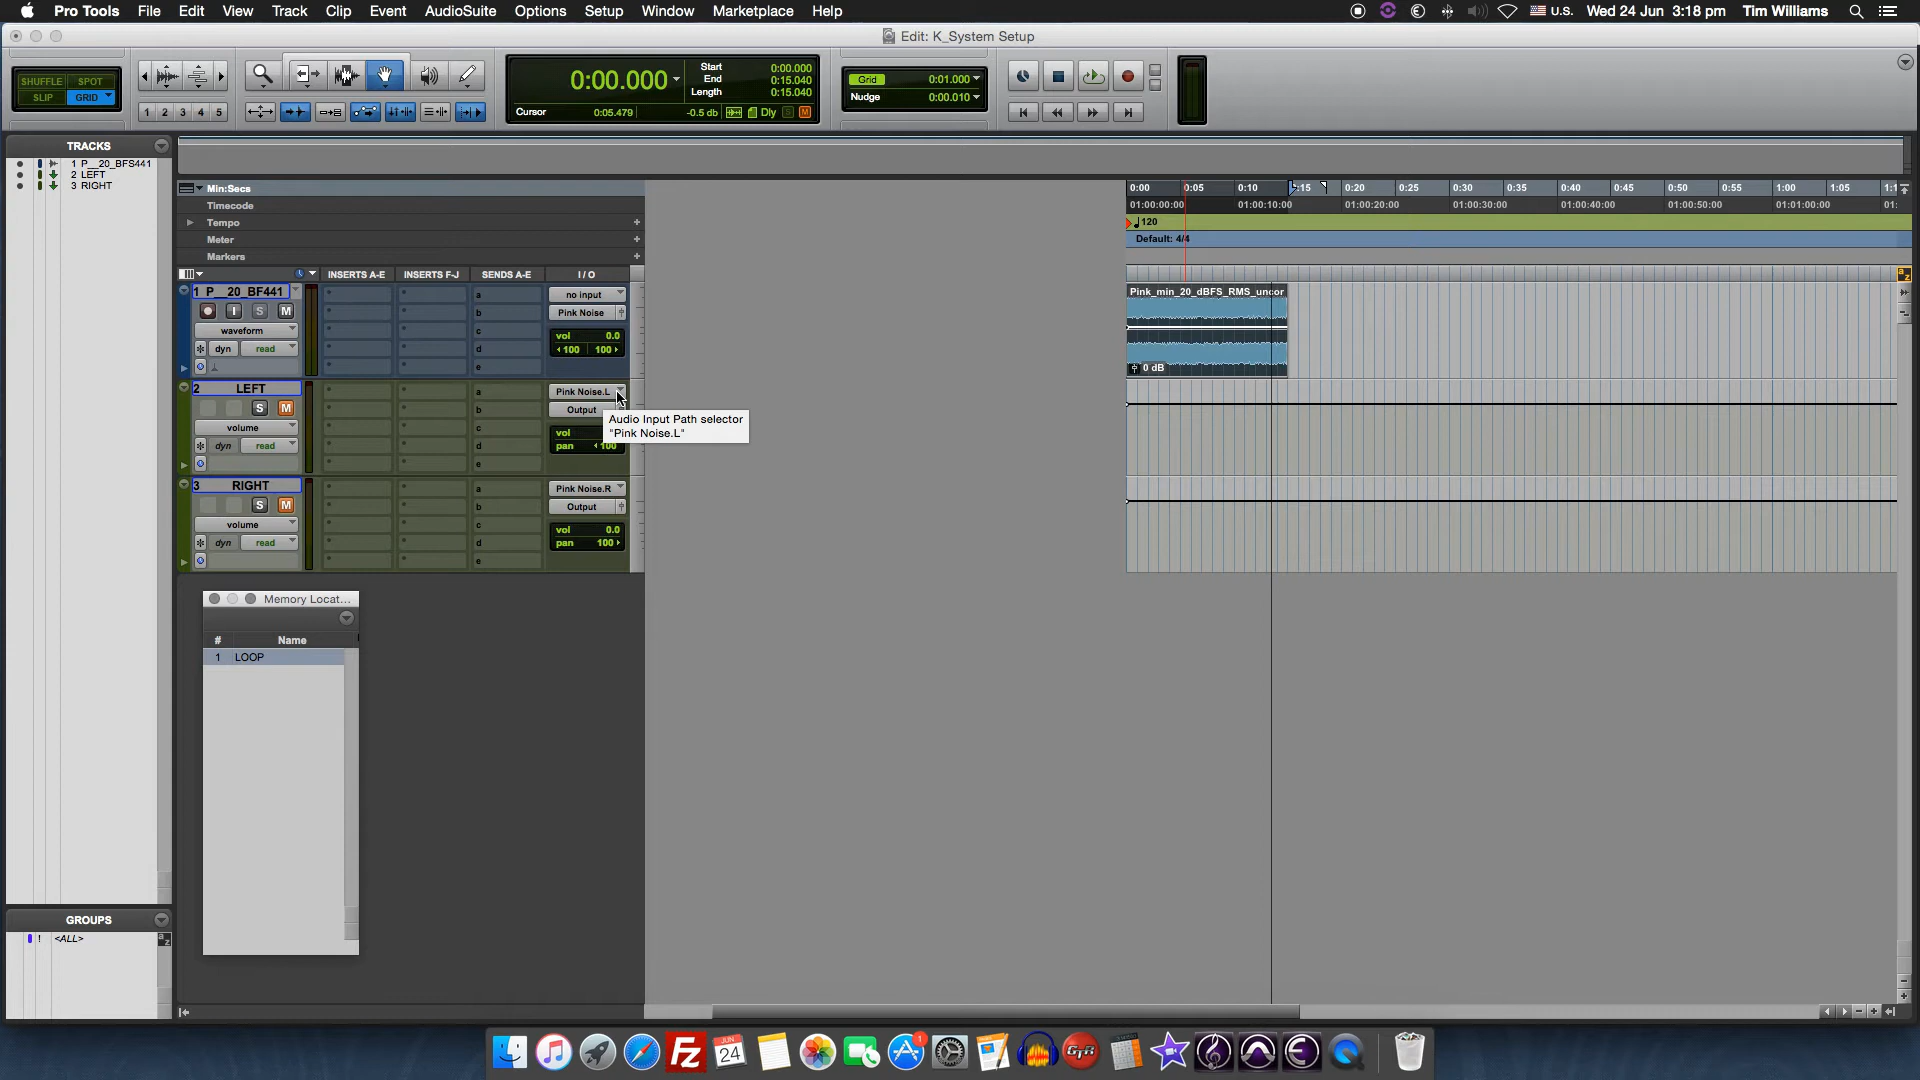 Pro Tools File Edit View Track Clip Event AudioSuite Options Setup Window Marketplace Help U.S. Wed 24 Jun 3:18 pm Tim Williams
Edit: K_System Setup
SHUFFLE SPOT
SLIP GRID
1 2 3 4 5
0:00.000
Start 0:00.000
End 0:15.040
Length 0:15.040
Cursor 0:05.479 -0.5 db Dly S M
Grid 0:01.000
Nudge 0:00.010
TRACKS
1 P__20_BFS441
2 LEFT
3 RIGHT
Min:Secs
Timecode
Tempo
Meter
Markers
0:00 0:05 0:10 0:15 0:20 0:25 0:30 0:35 0:40 0:45 0:50 0:55 1:00 1:05 1:1
01:00:00:00 01:00:10:00 01:00:20:00 01:00:30:00 01:00:40:00 01:00:50:00 01:01:00:00 01:
120
Default: 4/4
INSERTS A-E INSERTS F-J SENDS A-E I / O
1 P__20_BF441
I S M
waveform
dyn read
a
b
c
d
e
no input
Pink Noise
vol 0.0
100 100
Pink_min_20_dBFS_RMS_uncor
0 dB
2 LEFT
S M
volume
dyn read
a
b
c
d
e
Pink Noise.L
Output
vol
pan 100
Audio Input Path selector
"Pink Noise.L"
3 RIGHT
S M
volume
dyn read
a
b
c
d
e
Pink Noise.R
Output
vol 0.0
pan 100
Memory Locat...
# Name
1 LOOP
GROUPS
! <ALL>
a z
JUN
24
1
GTR